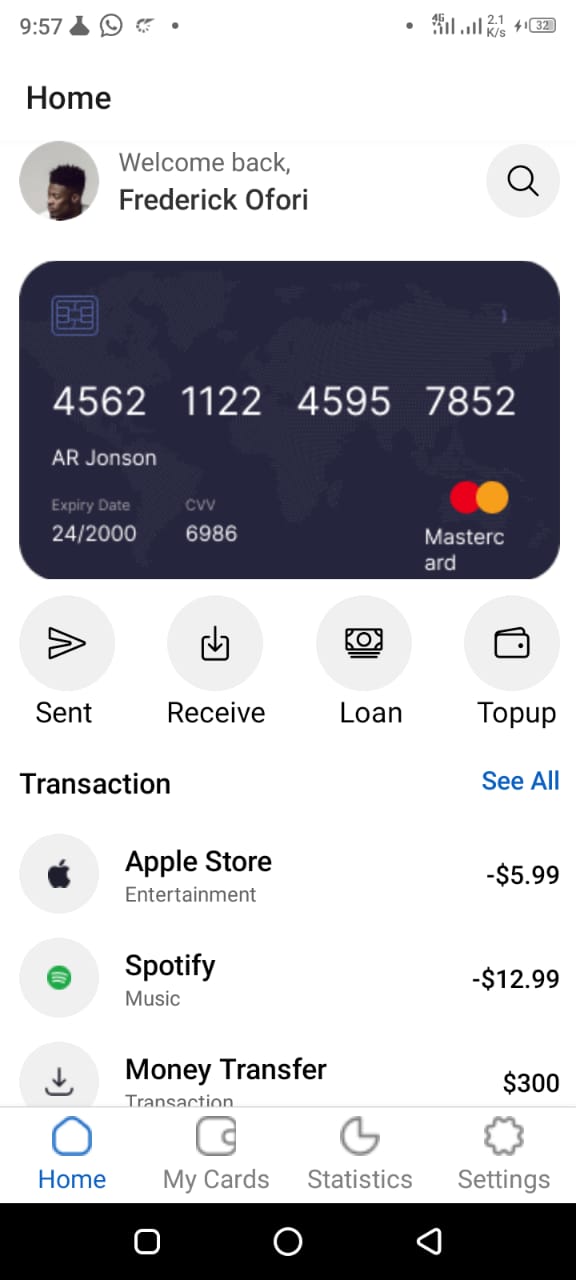 9:57
4G
2.1
K/s
32
Home
Welcome back,
Frederick Ofori
4562 1122 4595 7852
AR Jonson
Expiry Date CVV
24/2000 6986
Masterc
ard
Sent Receive Loan Topup
Transaction See All
Apple Store
Entertainment
-$5.99
Spotify
Music
-$12.99
Money Transfer
Transaction
$300
Home My Cards Statistics Settings